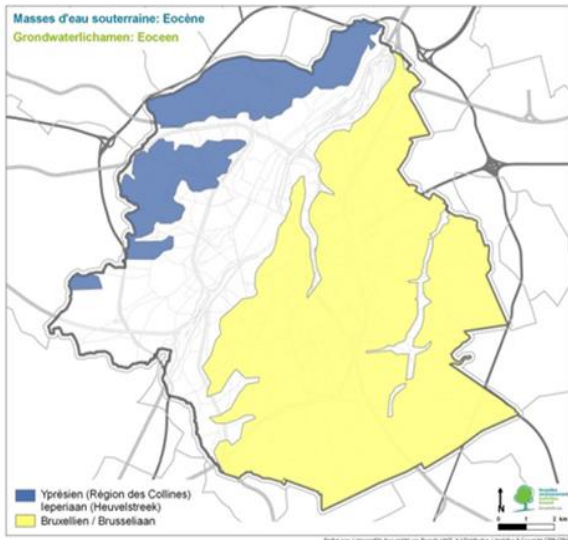 Masses d'eau souterraine: Eocène
Grondwaterlichamen: Eoceen
Yprésien (Région des Collines)
Ieperiaan (Heuvelstreek)
Bruxellien / Brusseliaan
N
0 1 2 km